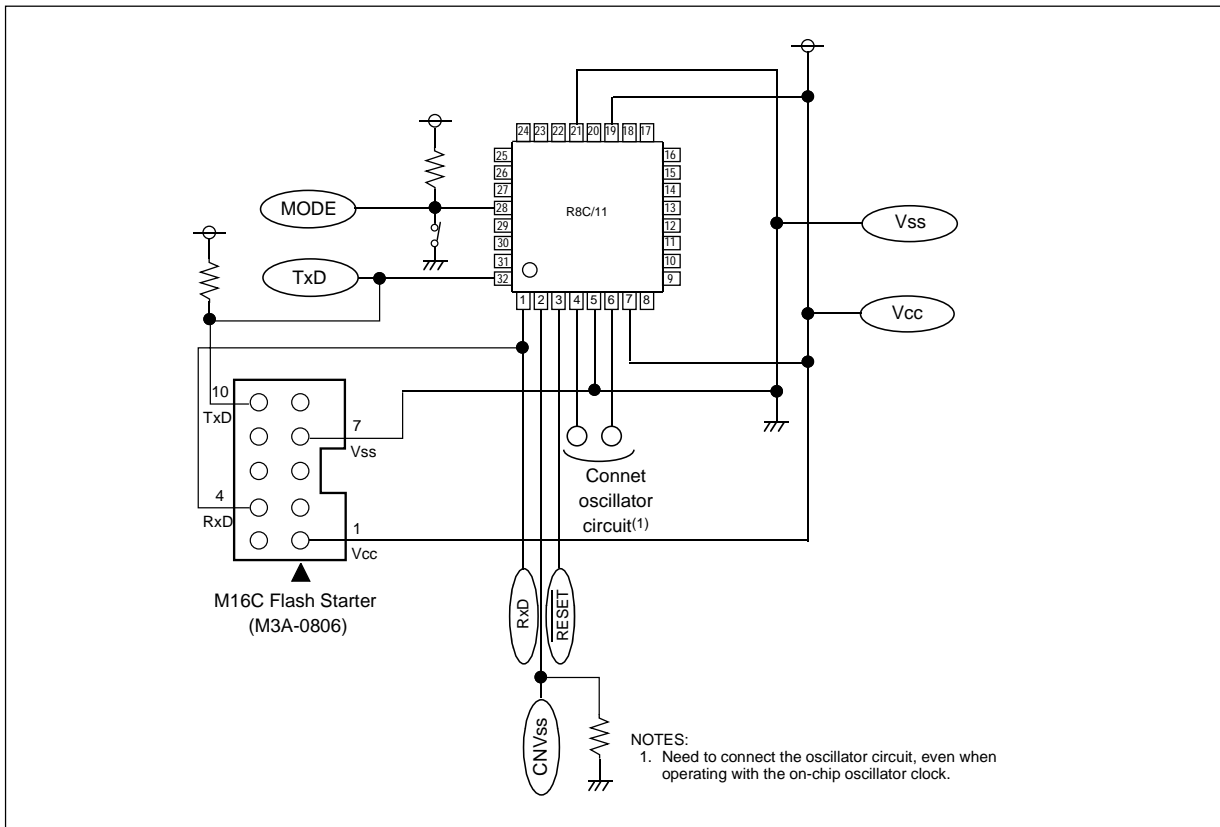 24 23 22 21 20 19 18 17
25
26
27
28
29
30
31
32
16
15
14
13
12
11
10
9
R8C/11
MODE
TxD
Vss
Vcc
1 2 3 4 5 6 7 8
10
TxD
7
Vss
4
RxD
1
Vcc
Connet
oscillator
circuit(1)
M16C Flash Starter
(M3A-0806)
RxD
RESET
CNVss
NOTES:
1. Need to connect the oscillator circuit, even when
operating with the on-chip oscillator clock.